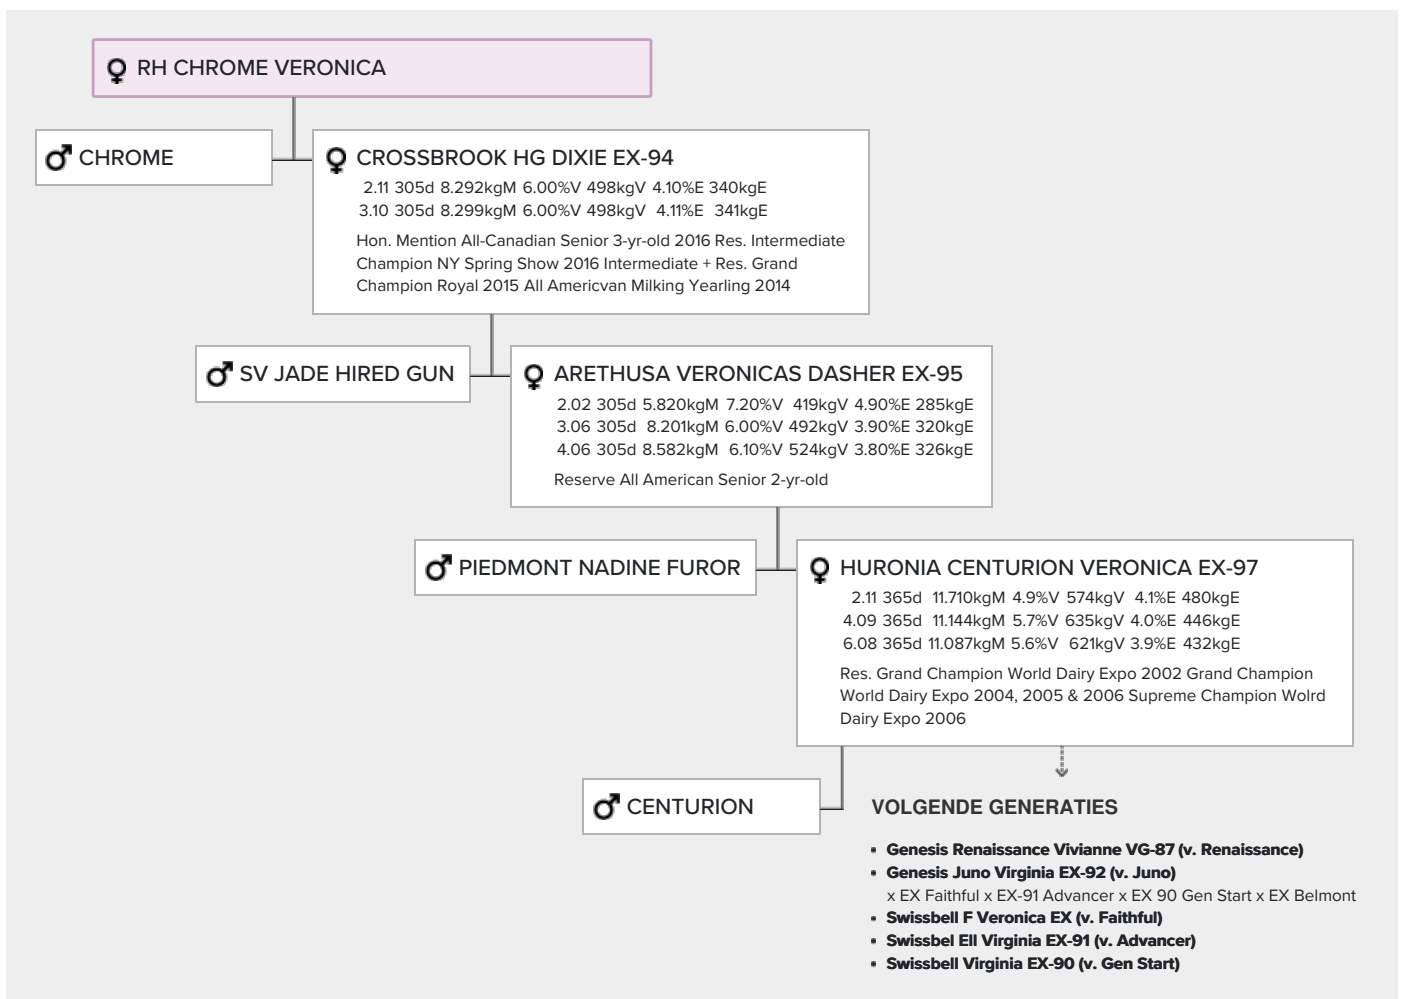 RH CHROME VERONICA
CHROME
CROSSBROOK HG DIXIE EX-94
2.11 305d 8.292kgM 6.00%V 498kgV 4.10%E 340kgE
3.10 305d 8.299kgM 6.00%V 498kgV 4.11%E 341kgE
Hon. Mention All-Canadian Senior 3-yr-old 2016 Res. Intermediate
Champion NY Spring Show 2016 Intermediate + Res. Grand
Champion Royal 2015 All Americvan Milking Yearling 2014
SV JADE HIRED GUN
ARETHUSA VERONICAS DASHER EX-95
2.02 305d 5.820kgM 7.20%V 419kgV 4.90%E 285kgE
3.06 305d 8.201kgM 6.00%V 492kgV 3.90%E 320kgE
4.06 305d 8.582kgM 6.10%V 524kgV 3.80%E 326kgE
Reserve All American Senior 2-yr-old
PIEDMONT NADINE FUROR
HURONIA CENTURION VERONICA EX-97
2.11 365d 11.710kgM 4.9%V 574kgV 4.1%E 480kgE
4.09 365d 11.144kgM 5.7%V 635kgV 4.0%E 446kgE
6.08 365d 11.087kgM 5.6%V 621kgV 3.9%E 432kgE
Res. Grand Champion World Dairy Expo 2002 Grand Champion
World Dairy Expo 2004, 2005 & 2006 Supreme Champion Wolrd
Dairy Expo 2006
CENTURION
VOLGENDE GENERATIES
• Genesis Renaissance Vivianne VG-87 (v. Renaissance)
• Genesis Juno Virginia EX-92 (v. Juno)
x EX Faithful x EX-91 Advancer x EX 90 Gen Start x EX Belmont
• Swissbell F Veronica EX (v. Faithful)
• Swissbel Ell Virginia EX-91 (v. Advancer)
• Swissbell Virginia EX-90 (v. Gen Start)